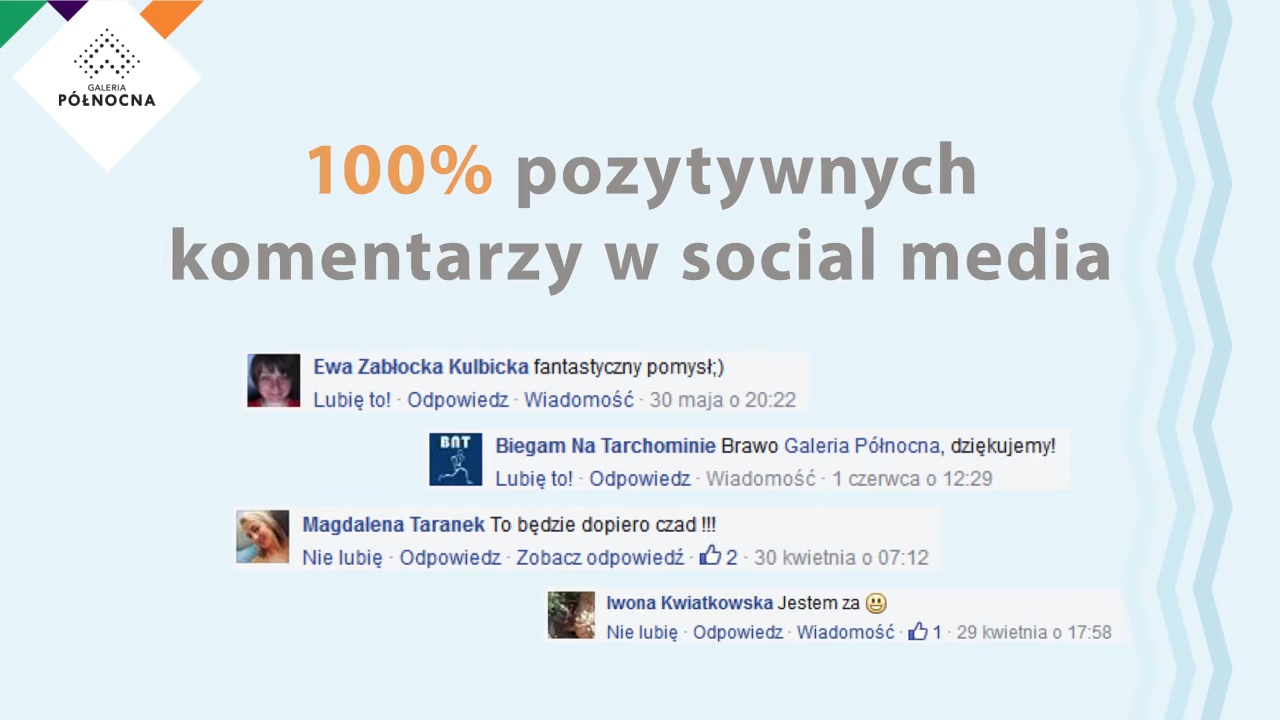 GALERIA
PÓŁNOCNA
100% pozytywnych
komentarzy w social media
Ewa Zabłocka Kulbicka fantastyczny pomysł;)
Lubię to! · Odpowiedz · Wiadomość · 30 maja o 20:22
BNT
Biegam Na Tarchominie Brawo Galeria Północna, dziękujemy!
Lubię to! · Odpowiedz · Wiadomość · 1 czerwca o 12:29
Magdalena Taranek To będzie dopiero czad !!!
Nie lubię · Odpowiedz · Zobacz odpowiedź · 2 · 30 kwietnia o 07:12
Iwona Kwiatkowska Jestem za 😃
Nie lubię · Odpowiedz · Wiadomość · 1 · 29 kwietnia o 17:58